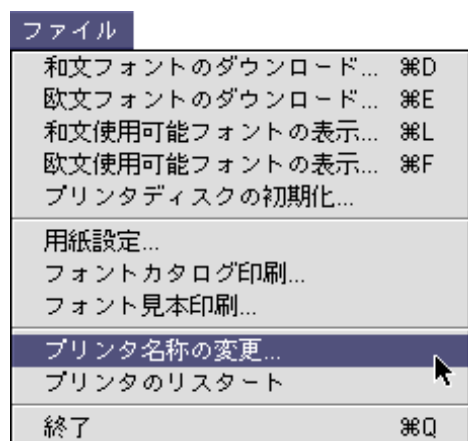 ファイル
和文フォントのダウンロード... ⌘D
欧文フォントのダウンロード... ⌘E
和文使用可能フォントの表示... ⌘L
欧文使用可能フォントの表示... ⌘F
プリンタディスクの初期化...
用紙設定...
フォントカタログ印刷...
フォント見本印刷...
プリンタ名称の変更...
プリンタのリスタート
終了 ⌘Q